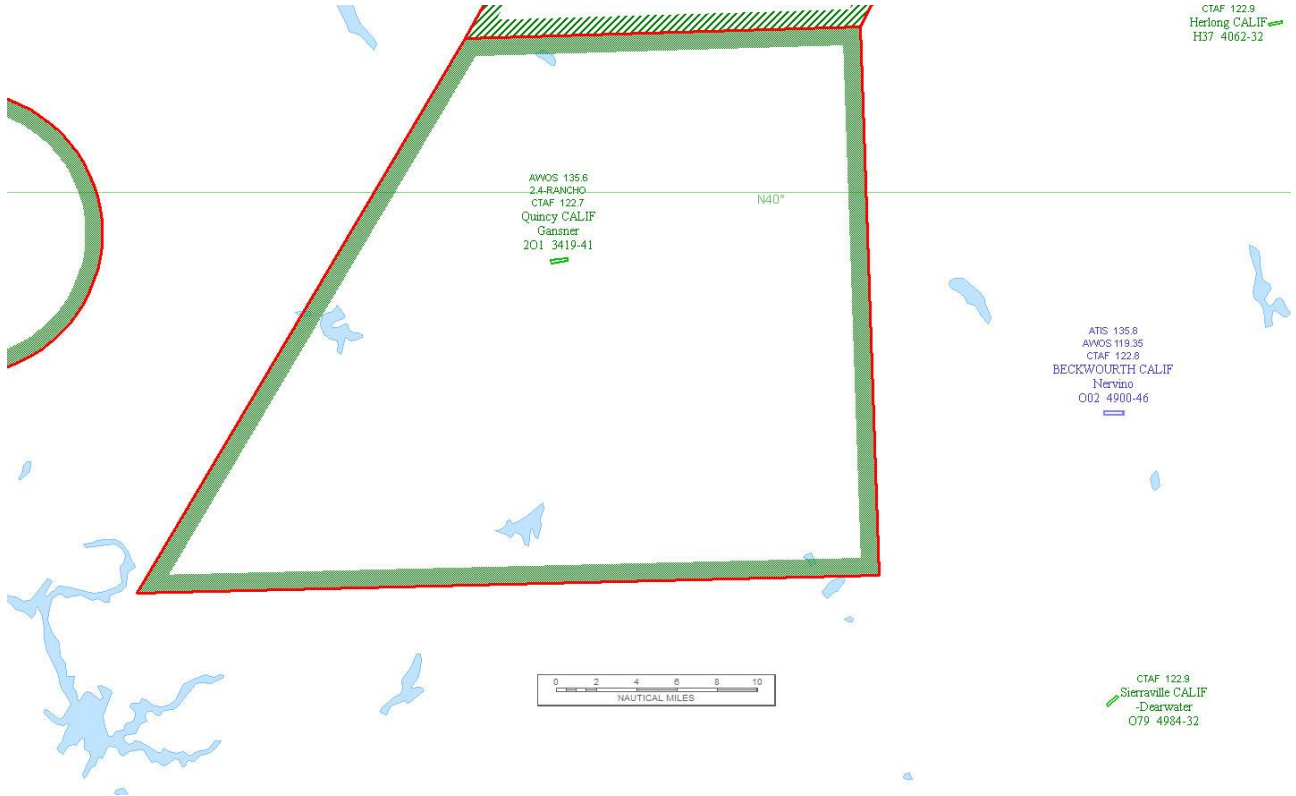 CTAF 122.9
Herlong CALIF
H37 4062-32
AWOS 135.6
2.4-RANCHO
CTAF 122.7
Quincy CALIF
Gansner
2O1 3419-41
N40°
ATIS 135.8
AWOS 119.35
CTAF 122.8
BECKWOURTH CALIF
Nervino
O02 4900-46
0 2 4 6 8 10
NAUTICAL MILES
CTAF 122.9
Sierraville CALIF
-Dearwater
O79 4984-32